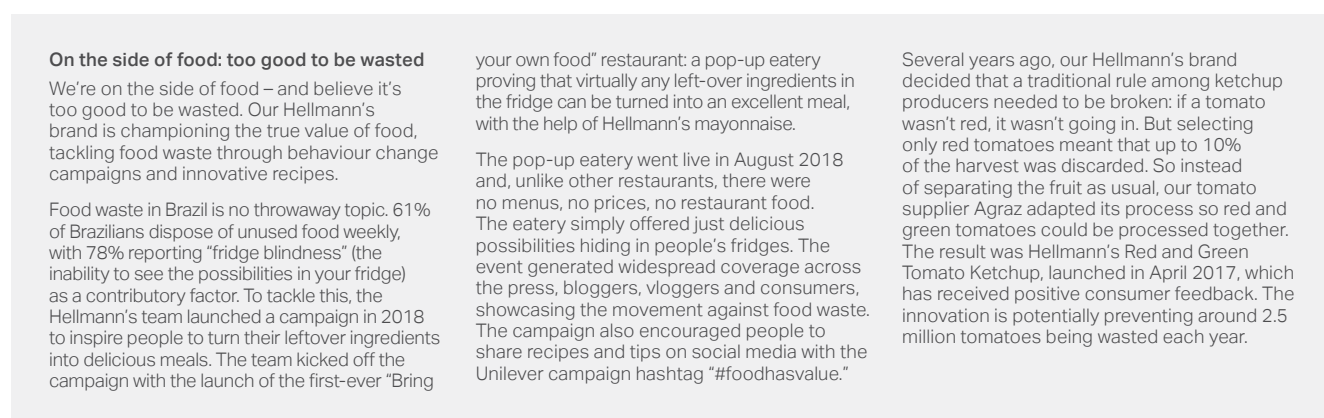 On the side of food: too good to be wasted
We’re on the side of food – and believe it’s
too good to be wasted. Our Hellmann’s
brand is championing the true value of food,
tackling food waste through behaviour change
campaigns and innovative recipes.
Food waste in Brazil is no throwaway topic. 61%
of Brazilians dispose of unused food weekly,
with 78% reporting “fridge blindness” (the
inability to see the possibilities in your fridge)
as a contributory factor. To tackle this, the
Hellmann’s team launched a campaign in 2018
to inspire people to turn their leftover ingredients
into delicious meals. The team kicked off the
campaign with the launch of the first-ever “Bring
your own food” restaurant: a pop-up eatery
proving that virtually any left-over ingredients in
the fridge can be turned into an excellent meal,
with the help of Hellmann’s mayonnaise.
The pop-up eatery went live in August 2018
and, unlike other restaurants, there were
no menus, no prices, no restaurant food.
The eatery simply offered just delicious
possibilities hiding in people’s fridges. The
event generated widespread coverage across
the press, bloggers, vloggers and consumers,
showcasing the movement against food waste.
The campaign also encouraged people to
share recipes and tips on social media with the
Unilever campaign hashtag “#foodhasvalue.”
Several years ago, our Hellmann’s brand
decided that a traditional rule among ketchup
producers needed to be broken: if a tomato
wasn’t red, it wasn’t going in. But selecting
only red tomatoes meant that up to 10%
of the harvest was discarded. So instead
of separating the fruit as usual, our tomato
supplier Agraz adapted its process so red and
green tomatoes could be processed together.
The result was Hellmann’s Red and Green
Tomato Ketchup, launched in April 2017, which
has received positive consumer feedback. The
innovation is potentially preventing around 2.5
million tomatoes being wasted each year.